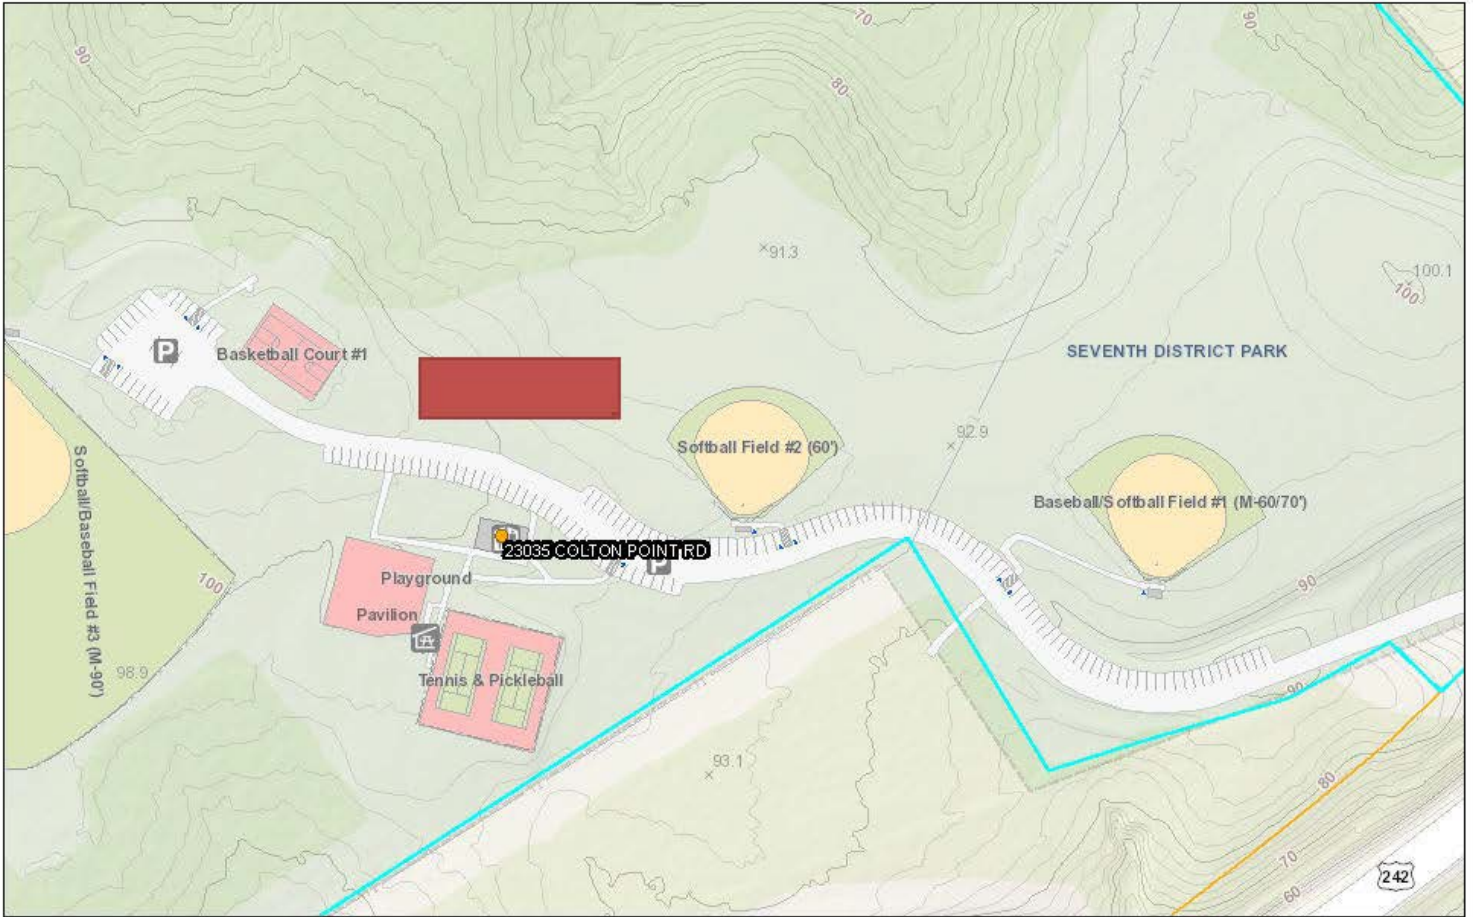 70
90
90
80
91.3
100.1
100
SEVENTH DISTRICT PARK
P
Basketball Court #1
92.9
Softball Field #2 (60')
Baseball/Softball Field #1 (M-60/70')
Softball/Baseball Field #3 (M-90')
23035 COLTON POINT RD
P
Playground
100
90
Pavilion
98.9
Tennis & Pickleball
90
93.1
80
70
60
242